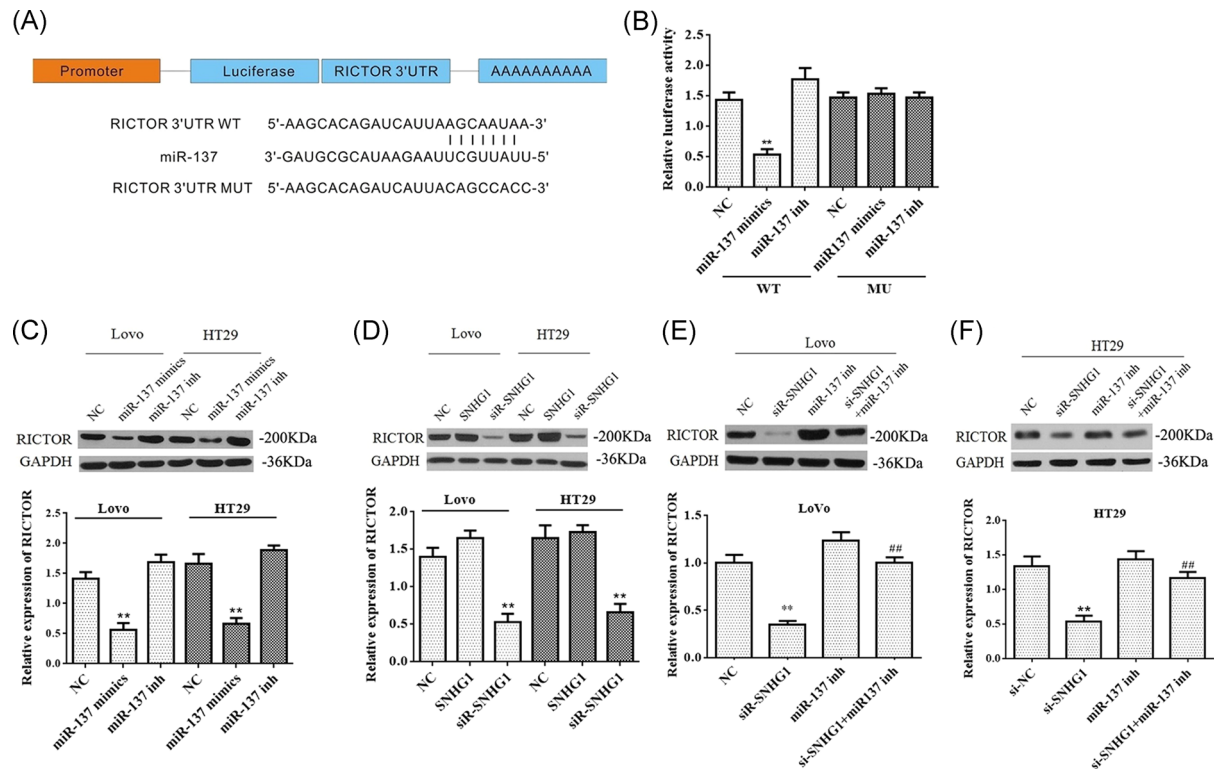 (A)
Promoter
Luciferase
RICTOR 3'UTR
AAAAAAAAAA
RICTOR 3'UTR WT 5'-AAGCACAGAUCAUUAAGCAAUAA-3'
miR-137 3'-GAUGCGCAUAAGAAUUCGUUAUU-5'
RICTOR 3'UTR MUT 5'-AAGCACAGAUCAUUACAGCCACC-3'
(B)
Relative luciferase activity
2.5
2.0
1.5
1.0
0.5
0.0
**
NC
miR-137 mimics
miR-137 inh
NC
miR137 mimics
miR-137 inh
WT
MU
(C)
Lovo
HT29
NC
miR-137 mimics
miR-137 inh
NC
miR-137 mimics
miR-137 inh
RICTOR
-200KDa
GAPDH
-36KDa
Relative expression of RICTOR
2.5
2.0
1.5
1.0
0.5
0.0
Lovo
HT29
**
**
NC
miR-137 mimics
miR-137 inh
NC
miR-137 mimics
miR-137 inh
(D)
Lovo
HT29
NC
SNHG1
siR-SNHG1
NC
SNHG1
siR-SNHG1
RICTOR
-200KDa
GAPDH
-36KDa
Relative expression of RICTOR
2.0
1.5
1.0
0.5
0.0
Lovo
HT29
**
**
NC
SNHG1
siR-SNHG1
NC
SNHG1
siR-SNHG1
(E)
Lovo
NC
siR-SNHG1
miR-137 inh
si-SNHG1
+miR-137 inh
RICTOR
-200KDa
GAPDH
-36KDa
Relative expression of RICTOR
1.5
1.0
0.5
0.0
LoVo
**
##
NC
siR-SNHG1
miR-137 inh
si-SNHG1+miR137 inh
(F)
HT29
NC
siR-SNHG1
miR-137 inh
si-SNHG1
+miR-137 inh
RICTOR
-200KDa
GAPDH
-36KDa
Relative expression of RICTOR
2.0
1.5
1.0
0.5
0.0
HT29
**
##
si-NC
si-SNHG1
miR-137 inh
si-SNHG1+miR-137 inh